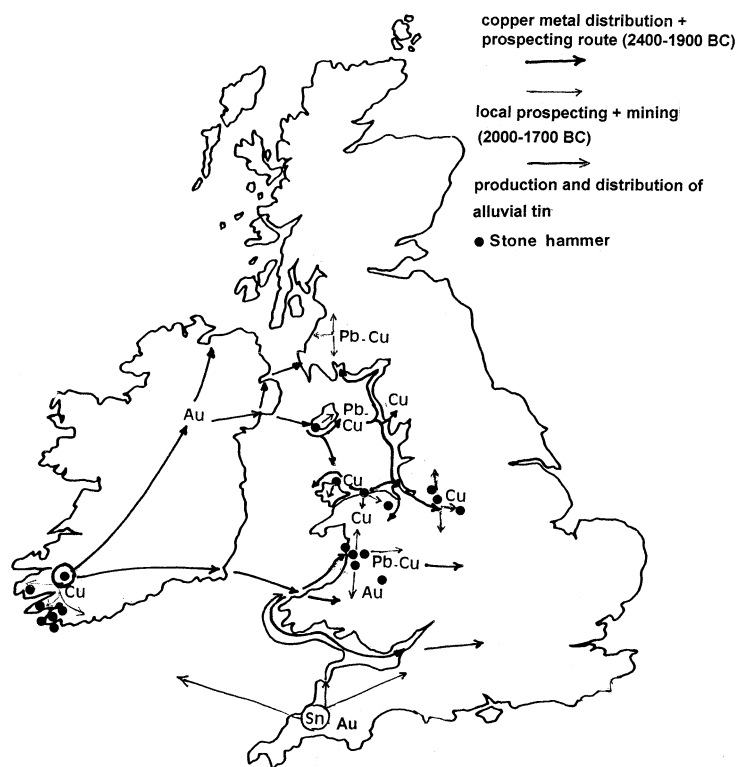 copper metal distribution +
prospecting route (2400-1900 BC)
local prospecting + mining
(2000-1700 BC)
production and distribution of
alluvial tin
Stone hammer
Pb-Cu
Au
Pb-
Cu
Cu
Cu
Cu
Cu
Pb-Cu
Au
Cu
Sn
Au